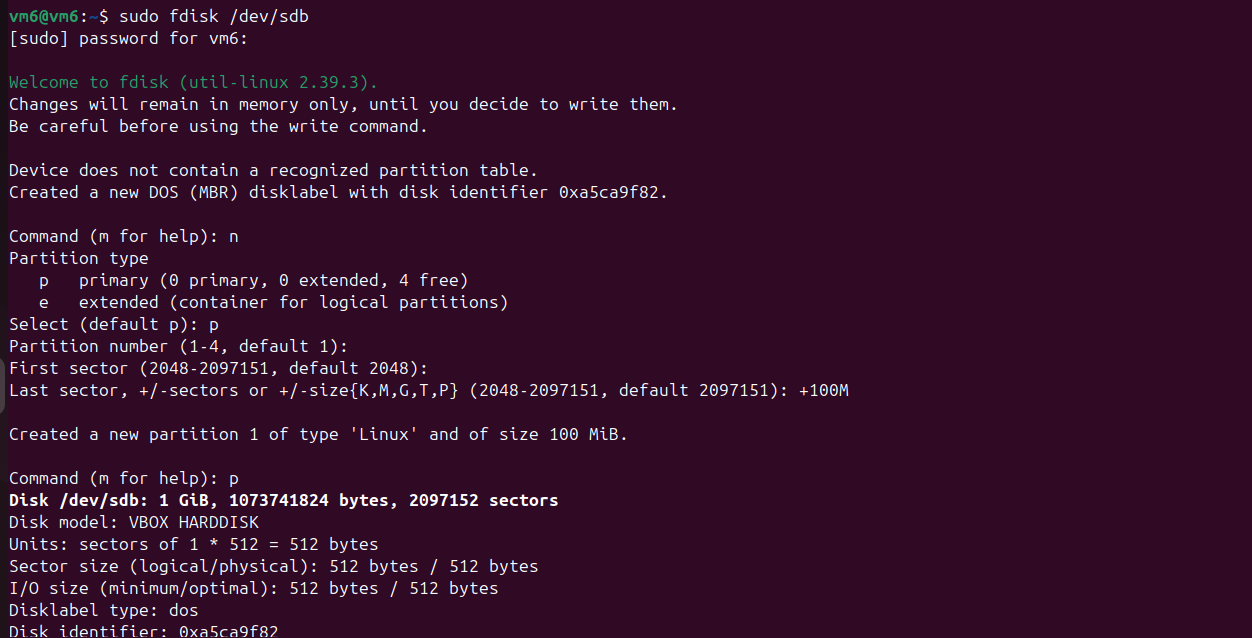 vm6@vm6:~$ sudo fdisk /dev/sdb
[sudo] password for vm6:
Welcome to fdisk (util-linux 2.39.3).
Changes will remain in memory only, until you decide to write them.
Be careful before using the write command.
Device does not contain a recognized partition table.
Created a new DOS (MBR) disklabel with disk identifier 0xa5ca9f82.
Command (m for help): n
Partition type
   p   primary (0 primary, 0 extended, 4 free)
   e   extended (container for logical partitions)
Select (default p): p
Partition number (1-4, default 1):
First sector (2048-2097151, default 2048):
Last sector, +/-sectors or +/-size{K,M,G,T,P} (2048-2097151, default 2097151): +100M
Created a new partition 1 of type 'Linux' and of size 100 MiB.
Command (m for help): p
Disk /dev/sdb: 1 GiB, 1073741824 bytes, 2097152 sectors
Disk model: VBOX HARDDISK
Units: sectors of 1 * 512 = 512 bytes
Sector size (logical/physical): 512 bytes / 512 bytes
I/O size (minimum/optimal): 512 bytes / 512 bytes
Disklabel type: dos
Disk identifier: 0xa5ca9f82